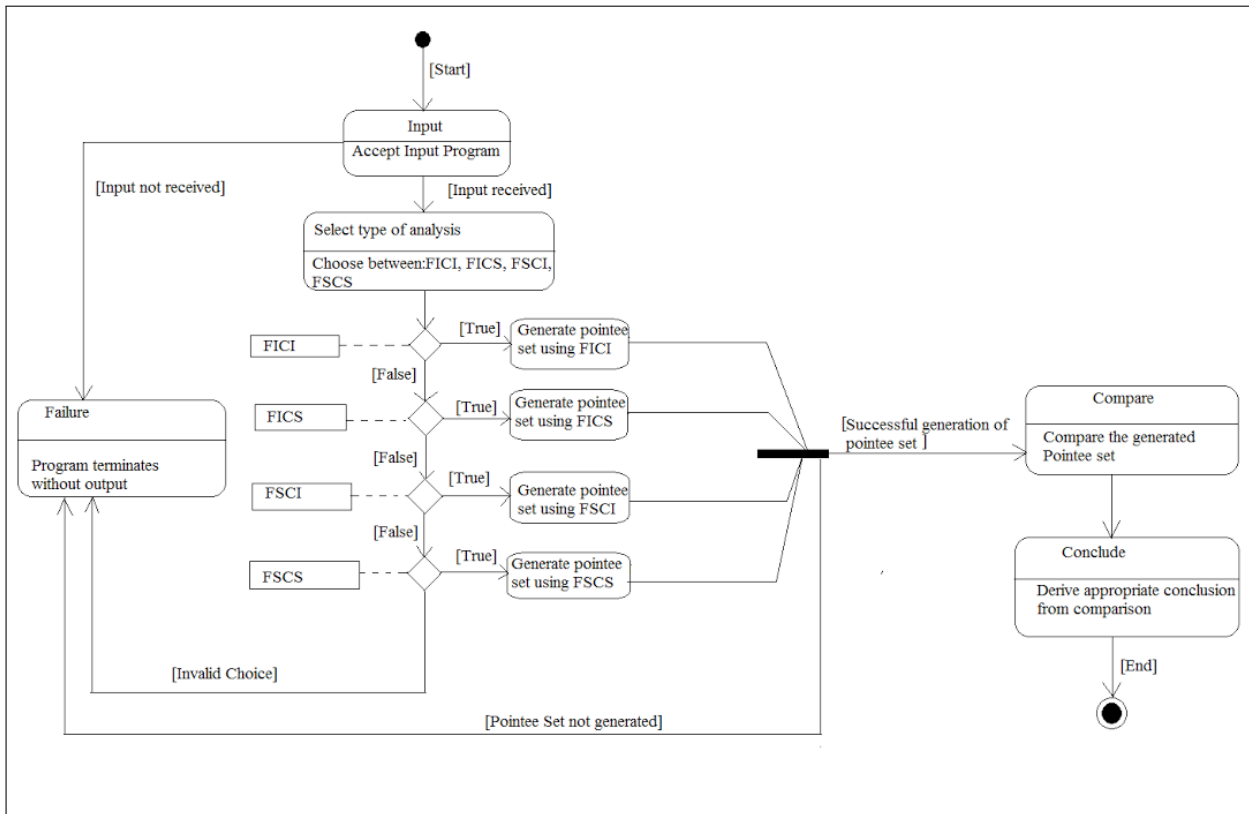 [Start]
Input
Accept Input Program
[Input not received]
[Input received]
Select type of analysis
Choose between:FICI, FICS, FSCI,
FSCS
FICI
[True]
Generate pointee
set using FICI
[False]
FICS
[True]
Generate pointee
set using FICS
[False]
FSCI
[True]
Generate pointee
set using FSCI
[False]
FSCS
[True]
Generate pointee
set using FSCS
Failure
Program terminates
without output
[Invalid Choice]
[Pointee Set not generated]
[Successful generation of
pointee set ]
Compare
Compare the generated
Pointee set
Conclude
Derive appropriate conclusion
from comparison
[End]